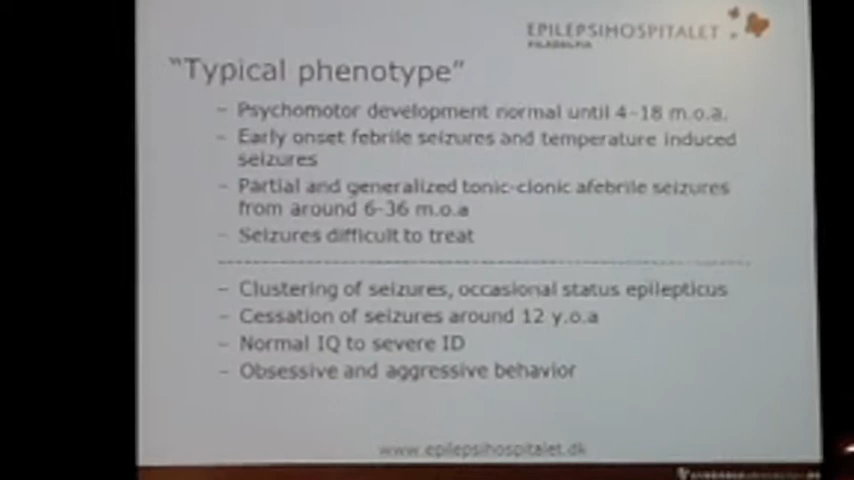 EPILEPSIHOSPITALET
FILADELFIA
"Typical phenotype"
– Psychomotor development normal until 4-18 m.o.a.
– Early onset febrile seizures and temperature induced
seizures
– Partial and generalized tonic-clonic afebrile seizures
from around 6-36 m.o.a
– Seizures difficult to treat
– Clustering of seizures, occasional status epilepticus
– Cessation of seizures around 12 y.o.a
– Normal IQ to severe ID
– Obsessive and aggressive behavior
www.epilepsihospitalet.dk